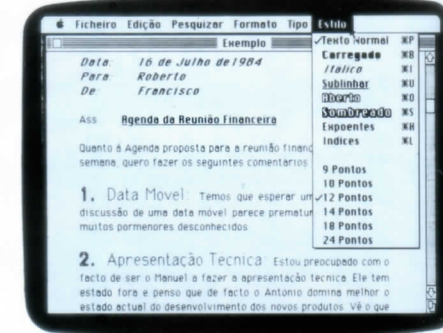 Ficheiro Edição Pesquizar Formato Tipo Estilo
Exemplo
Data: 16 de Julho de 1984
Para: Roberto
De: Francisco
Ass: Agenda da Reunião Financeira
Quanto á Agenda proposta para a reunião financ
semana, quero fazer os seguintes comentarios
1. Data Movel: Temos que esperar um
discussão de uma data móvel parece prematur
muitos pormenores desconhecidos
2. Apresentação Tecnica Estou preocupado com o
facto de ser o Manuel a fazer a apresentação tecnica Ele tem
estado fora e penso que de facto o Antonio domina melhor o
estado actual do desenvolvimento dos novos produtos Vê o que
✓Texto Normal ⌘P
Carregado ⌘B
Itálico ⌘I
Sublinhar ⌘U
Aberto ⌘O
Sombreado ⌘S
Expoentes ⌘H
Indices ⌘L
9 Pontos
10 Pontos
✓12 Pontos
14 Pontos
18 Pontos
24 Pontos